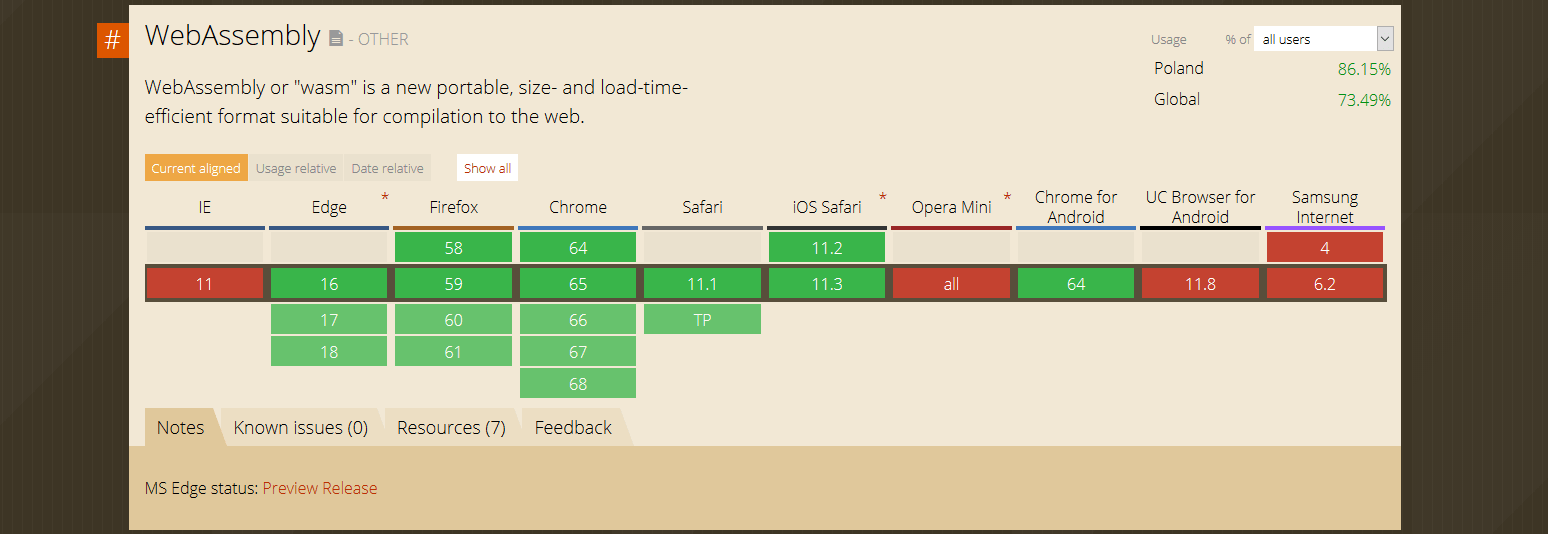 #
WebAssembly - OTHER
Usage % of all users
Poland 86.15%
Global 73.49%
WebAssembly or "wasm" is a new portable, size- and load-time-
efficient format suitable for compilation to the web.
Current aligned Usage relative Date relative Show all
IE Edge * Firefox Chrome Safari iOS Safari * Opera Mini * Chrome for Android UC Browser for Android Samsung Internet
58 64 11.2 4
11 16 59 65 11.1 11.3 all 64 11.8 6.2
17 60 66 TP
18 61 67
68
Notes Known issues (0) Resources (7) Feedback
MS Edge status: Preview Release